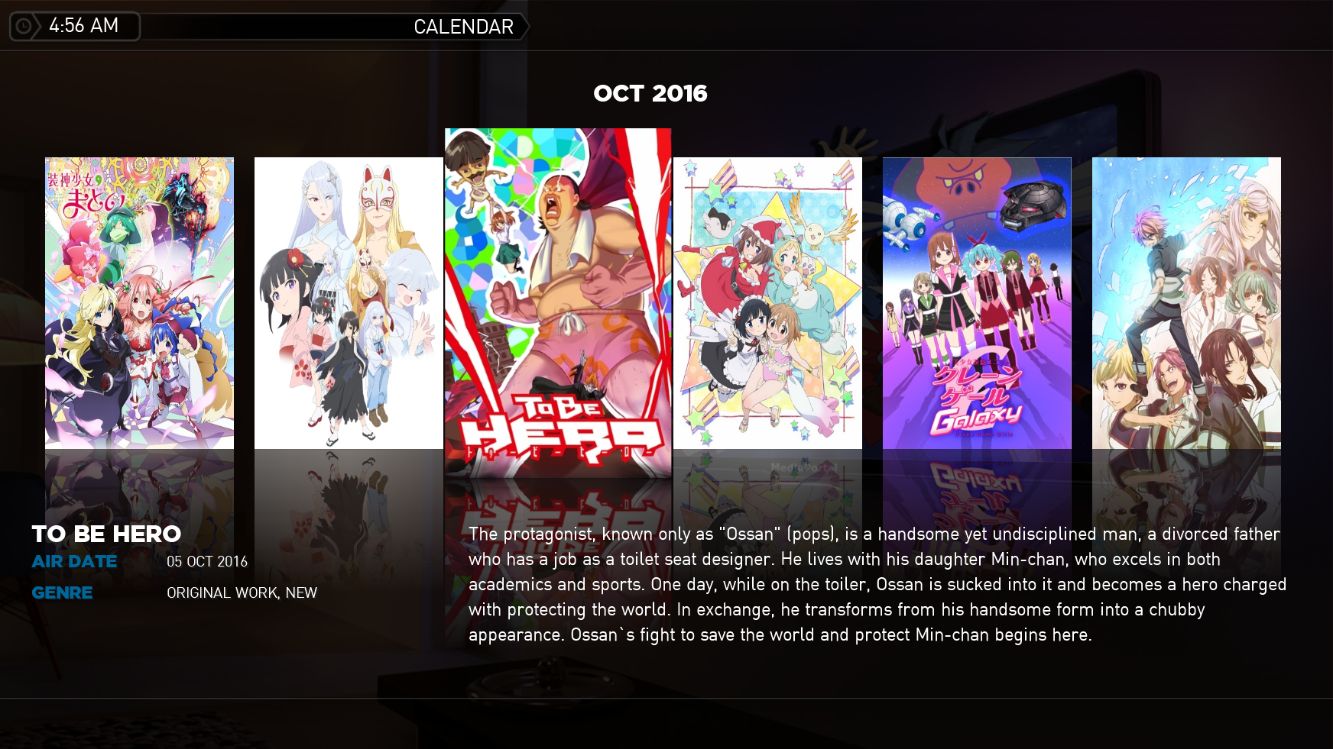 4:56 AM
CALENDAR
OCT 2016
装神少女
まとい
TO BE
HERO
クレーン
ゲール
Galaxy
MediaPortal
TO BE HERO
AIR DATE
05 OCT 2016
GENRE
ORIGINAL WORK, NEW
The protagonist, known only as "Ossan" (pops), is a handsome yet undisciplined man, a divorced father
who has a job as a toilet seat designer. He lives with his daughter Min-chan, who excels in both
academics and sports. One day, while on the toiler, Ossan is sucked into it and becomes a hero charged
with protecting the world. In exchange, he transforms from his handsome form into a chubby
appearance. Ossan`s fight to save the world and protect Min-chan begins here.